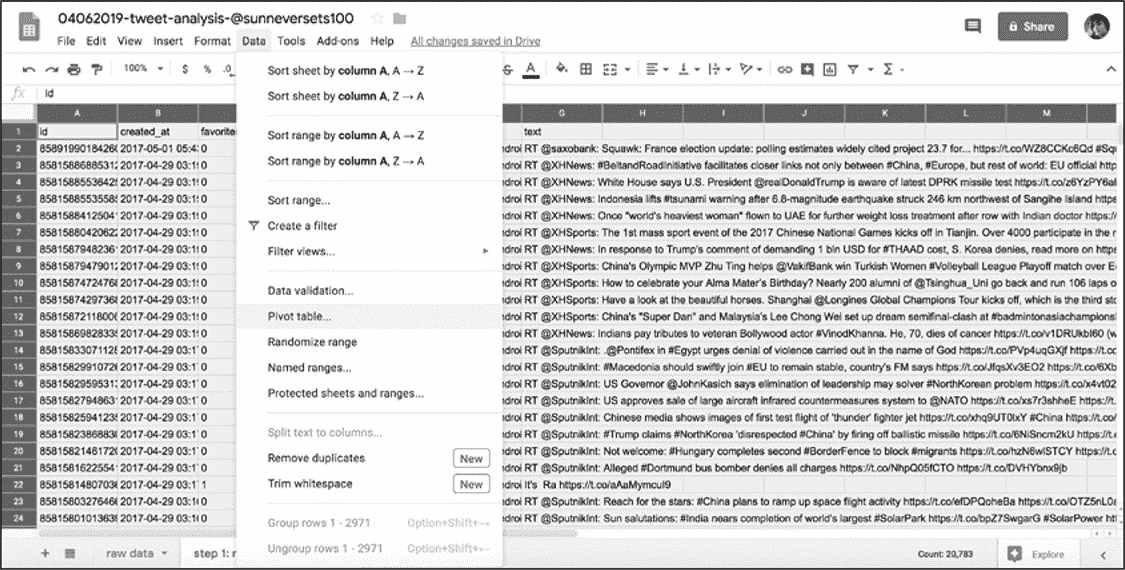 04062019-tweet-analysis-@sunneversets100
File Edit View Insert Format Data Tools Add-ons Help All changes saved in Drive
Share
100% $ % .0 S A Σ
fx id
A B G H I J K L M
1 id created_at favorites text
2 85891990184266 2017-05-01 05:4 0 ndroi RT @saxobank: Squawk: France election update: polling estimates widely cited project 23.7 for... https://t.co/WZ8CCKc6Qd #Squ
3 2017-04-29 03:1 0 ndroi RT @XHNews: #BeltandRoadInitiative facilitates closer links not only between #China, #Europe, but rest of world: EU official http
4 2017-04-29 03:1 0 ndroi RT @XHNews: White House says U.S. President @realDonaldTrump is aware of latest DPRK missile test https://t.co/z6YzPY6al
5 2017-04-29 03:1 0 ndroi RT @XHNews: Indonesia lifts #tsunami warning after 6.8-magnitude earthquake struck 246 km northwest of Sangihe Island https
6 2017-04-29 03:1 0 ndroi RT @XHNews: Once "world's heaviest woman" flown to UAE for further weight loss treatment after row with Indian doctor https://t
7 2017-04-29 03:1 0 ndroi RT @XHSports: The 1st mass sport event of the 2017 Chinese National Games kicks off in Tianjin. Over 4000 participate in the r
8 2017-04-29 03:1 0 ndroi RT @XHNews: In response to Trump's comment of demanding 1 bln USD for #THAAD cost, S. Korea denies, read more on http
9 2017-04-29 03:1 0 ndroi RT @XHSports: China's Olympic MVP Zhu Ting helps @VakifBank win Turkish Women #Volleyball League Playoff match over E
10 2017-04-29 03:1 0 ndroi RT @XHSports: How to celebrate your Alma Mater's Birthday? Nearly 200 alumni of @Tsinghua_Uni go back and run 106 laps o
11 2017-04-29 03:1 0 ndroi RT @XHSports: Have a look at the beautiful horses. Shanghai @Longines Global Champions Tour kicks off, which is the third sto
12 2017-04-29 03:1 0 ndroi RT @XHSports: China's "Super Dan" and Malaysia's Lee Chong Wei set up dream semifinal-clash at #badmintonasiachampions
13 2017-04-29 03:1 0 ndroi RT @XHNews: Indians pay tributes to veteran Bollywood actor #VinodKhanna. He, 70, dies of cancer https://t.co/v1DRUkbI60 (w
14 2017-04-29 03:1 0 ndroi RT @SputnikInt: .@Pontifex in #Egypt urges denial of violence carried out in the name of God https://t.co/PVp4uqGXjf https://t.c
15 2017-04-29 03:1 0 ndroi RT @SputnikInt: #Macedonia should swiftly join #EU to remain stable, country's FM says https://t.co/JfqsXv3EO2 https://t.co/6Xb
16 2017-04-29 03:1 0 ndroi RT @SputnikInt: US Governor @JohnKasich says elimination of leadership may solver #NorthKorean problem https://t.co/x4vt02
17 2017-04-29 03:1 0 ndroi RT @SputnikInt: US approves sale of large aircraft infrared countermeasures system to @NATO https://t.co/xs7r3shheE https://t
18 2017-04-29 03:1 0 ndroi RT @SputnikInt: Chinese media shows images of first test flight of 'thunder' fighter jet https://t.co/xhq9UT0lxY #China https://t.co/
19 2017-04-29 03:1 0 ndroi RT @SputnikInt: #Trump claims #NorthKorea 'disrespected #China' by firing off ballistic missile https://t.co/6NiSncm2kU https://t.c
20 2017-04-29 03:1 0 ndroi RT @SputnikInt: Not welcome: #Hungary completes second #BorderFence to block #migrants https://t.co/hzN6wISTCY https://t.c
21 2017-04-29 03:1 0 ndroi RT @SputnikInt: Alleged #Dortmund bus bomber denies all charges https://t.co/NhpQ05fCTO https://t.co/DVHYbnx9jb
22 2017-04-29 03:1 1 ndroi It's Ra https://t.co/aAaMymcuI9
23 2017-04-29 03:1 0 ndroi RT @SputnikInt: Reach for the stars: #China plans to ramp up space flight activity https://t.co/efDPQoheBa https://t.co/OTZ5nL0a
24 2017-04-29 03:1 0 ndroi RT @SputnikInt: Sun salutations: #India nears completion of world's largest #SolarPark https://t.co/bpZ7SwgarG #SolarPower htt
Sort sheet by column A, A → Z
Sort sheet by column A, Z → A
Sort range by column A, A → Z
Sort range by column A, Z → A
Sort range...
Create a filter
Filter views...
Data validation...
Pivot table...
Randomize range
Named ranges...
Protected sheets and ranges...
Split text to columns...
Remove duplicates New
Trim whitespace New
Group rows 1 - 2971 Option+Shift+→
Ungroup rows 1 - 2971 Option+Shift+←
raw data step 1: r Count: 20,783 Explore